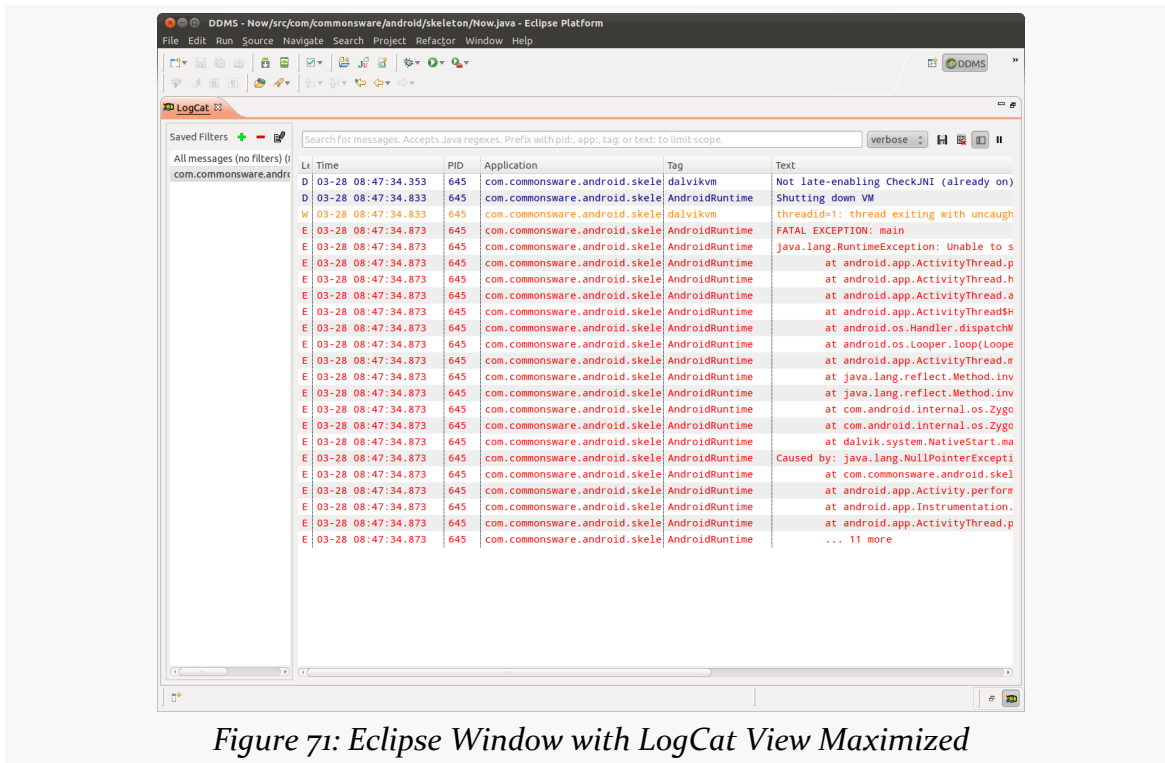 DDMS - Now/src/com/commonsware/android/skeleton/Now.java - Eclipse Platform
File Edit Run Source Navigate Search Project Refactor Window Help
DDMS
LogCat
Saved Filters
Search for messages. Accepts Java regexes. Prefix with pid:, app:, tag: or text: to limit scope.
verbose
All messages (no filters) (
com.commonsware.andr
Time PID Application Tag Text
D 03-28 08:47:34.353 645 com.commonsware.android.skele dalvikvm Not late-enabling CheckJNI (already on)
D 03-28 08:47:34.833 645 com.commonsware.android.skele AndroidRuntime Shutting down VM
W 03-28 08:47:34.833 645 com.commonsware.android.skele dalvikvm threadid=1: thread exiting with uncaugh
E 03-28 08:47:34.873 645 com.commonsware.android.skele AndroidRuntime FATAL EXCEPTION: main
E 03-28 08:47:34.873 645 com.commonsware.android.skele AndroidRuntime java.lang.RuntimeException: Unable to s
E 03-28 08:47:34.873 645 com.commonsware.android.skele AndroidRuntime at android.app.ActivityThread.p
E 03-28 08:47:34.873 645 com.commonsware.android.skele AndroidRuntime at android.app.ActivityThread.h
E 03-28 08:47:34.873 645 com.commonsware.android.skele AndroidRuntime at android.app.ActivityThread.a
E 03-28 08:47:34.873 645 com.commonsware.android.skele AndroidRuntime at android.app.ActivityThread$H
E 03-28 08:47:34.873 645 com.commonsware.android.skele AndroidRuntime at android.os.Handler.dispatchM
E 03-28 08:47:34.873 645 com.commonsware.android.skele AndroidRuntime at android.os.Looper.loop(Loope
E 03-28 08:47:34.873 645 com.commonsware.android.skele AndroidRuntime at android.app.ActivityThread.m
E 03-28 08:47:34.873 645 com.commonsware.android.skele AndroidRuntime at java.lang.reflect.Method.inv
E 03-28 08:47:34.873 645 com.commonsware.android.skele AndroidRuntime at java.lang.reflect.Method.inv
E 03-28 08:47:34.873 645 com.commonsware.android.skele AndroidRuntime at com.android.internal.os.Zygo
E 03-28 08:47:34.873 645 com.commonsware.android.skele AndroidRuntime at com.android.internal.os.Zygo
E 03-28 08:47:34.873 645 com.commonsware.android.skele AndroidRuntime at dalvik.system.NativeStart.ma
E 03-28 08:47:34.873 645 com.commonsware.android.skele AndroidRuntime Caused by: java.lang.NullPointerExcepti
E 03-28 08:47:34.873 645 com.commonsware.android.skele AndroidRuntime at com.commonsware.android.skel
E 03-28 08:47:34.873 645 com.commonsware.android.skele AndroidRuntime at android.app.Activity.perform
E 03-28 08:47:34.873 645 com.commonsware.android.skele AndroidRuntime at android.app.Instrumentation.
E 03-28 08:47:34.873 645 com.commonsware.android.skele AndroidRuntime at android.app.ActivityThread.p
E 03-28 08:47:34.873 645 com.commonsware.android.skele AndroidRuntime ... 11 more
Figure 71: Eclipse Window with LogCat View Maximized